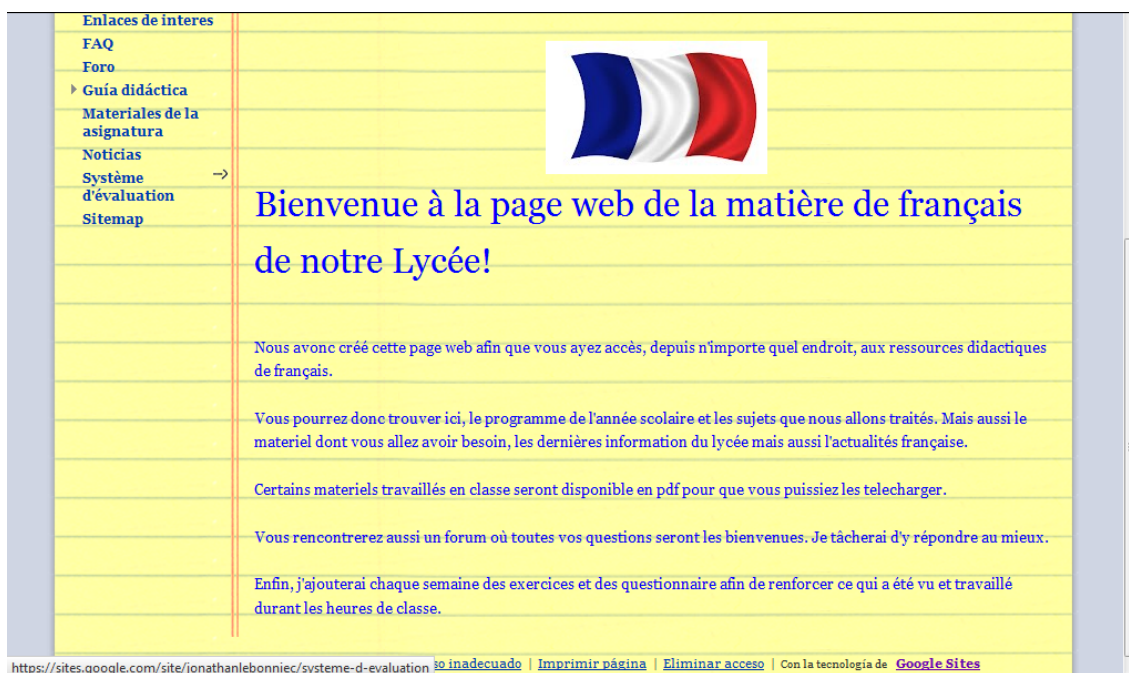 Enlaces de interes
FAQ
Foro
Guía didáctica
Materiales de la
asignatura
Noticias
Système
d'évaluation
Sitemap
Bienvenue à la page web de la matière de français
de notre Lycée!
Nous avonc créé cette page web afin que vous ayez accès, depuis n'importe quel endroit, aux ressources didactiques
de français.
Vous pourrez donc trouver ici, le programme de l'année scolaire et les sujets que nous allons traités. Mais aussi le
materiel dont vous allez avoir besoin, les dernières information du lycée mais aussi l'actualités française.
Certains materiels travaillés en classe seront disponible en pdf pour que vous puissiez les telecharger.
Vous rencontrerez aussi un forum où toutes vos questions seront les bienvenues. Je tâcherai d'y répondre au mieux.
Enfin, j'ajouterai chaque semaine des exercices et des questionnaire afin de renforcer ce qui a été vu et travaillé
durant les heures de classe.
https://sites.google.com/site/jonathanlebonniec/systeme-d-evaluation so inadecuado | Imprimir página | Eliminar acceso | Con la tecnología de Google Sites